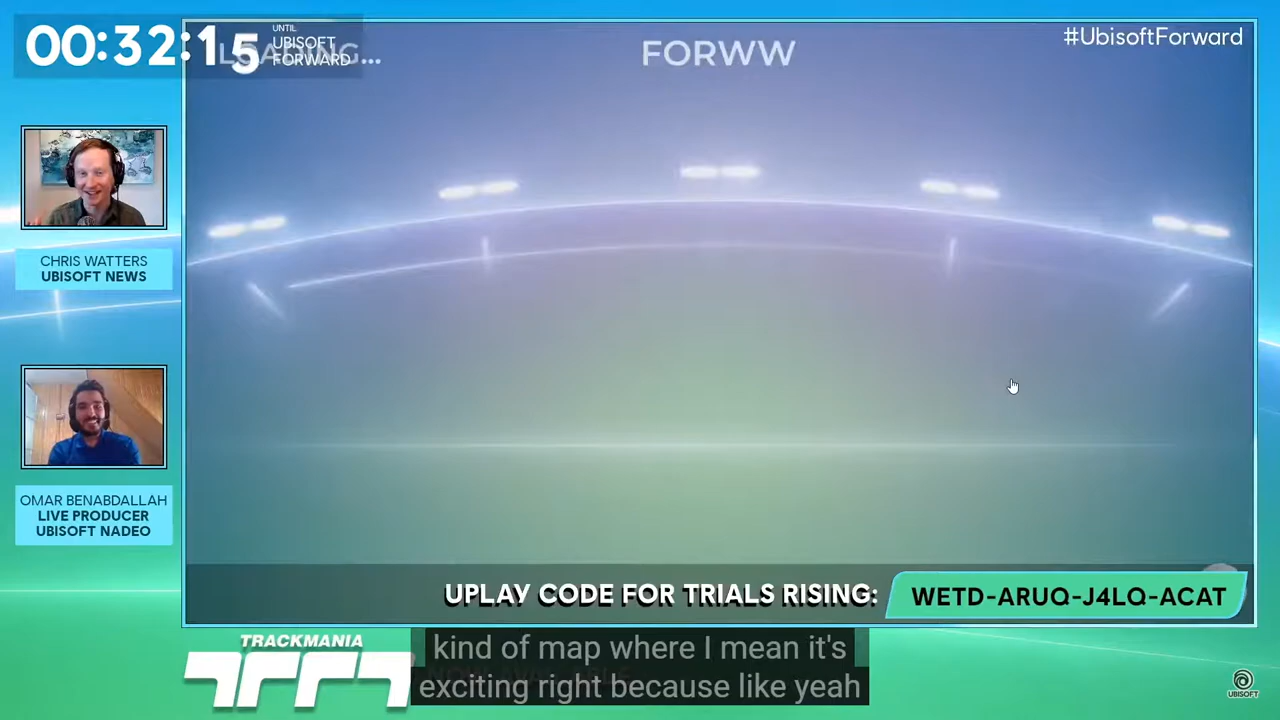 00:32:15
UNTIL
UBISOFT
FORWARD
LOADING...
FORWW
#UbisoftForward
CHRIS WATTERS
UBISOFT NEWS
OMAR BENABDALLAH
LIVE PRODUCER
UBISOFT NADEO
UPLAY CODE FOR TRIALS RISING: WETD-ARUQ-J4LQ-ACAT
TRACKMANIA
kind of map where I mean it's
exciting right because like yeah
UBISOFT